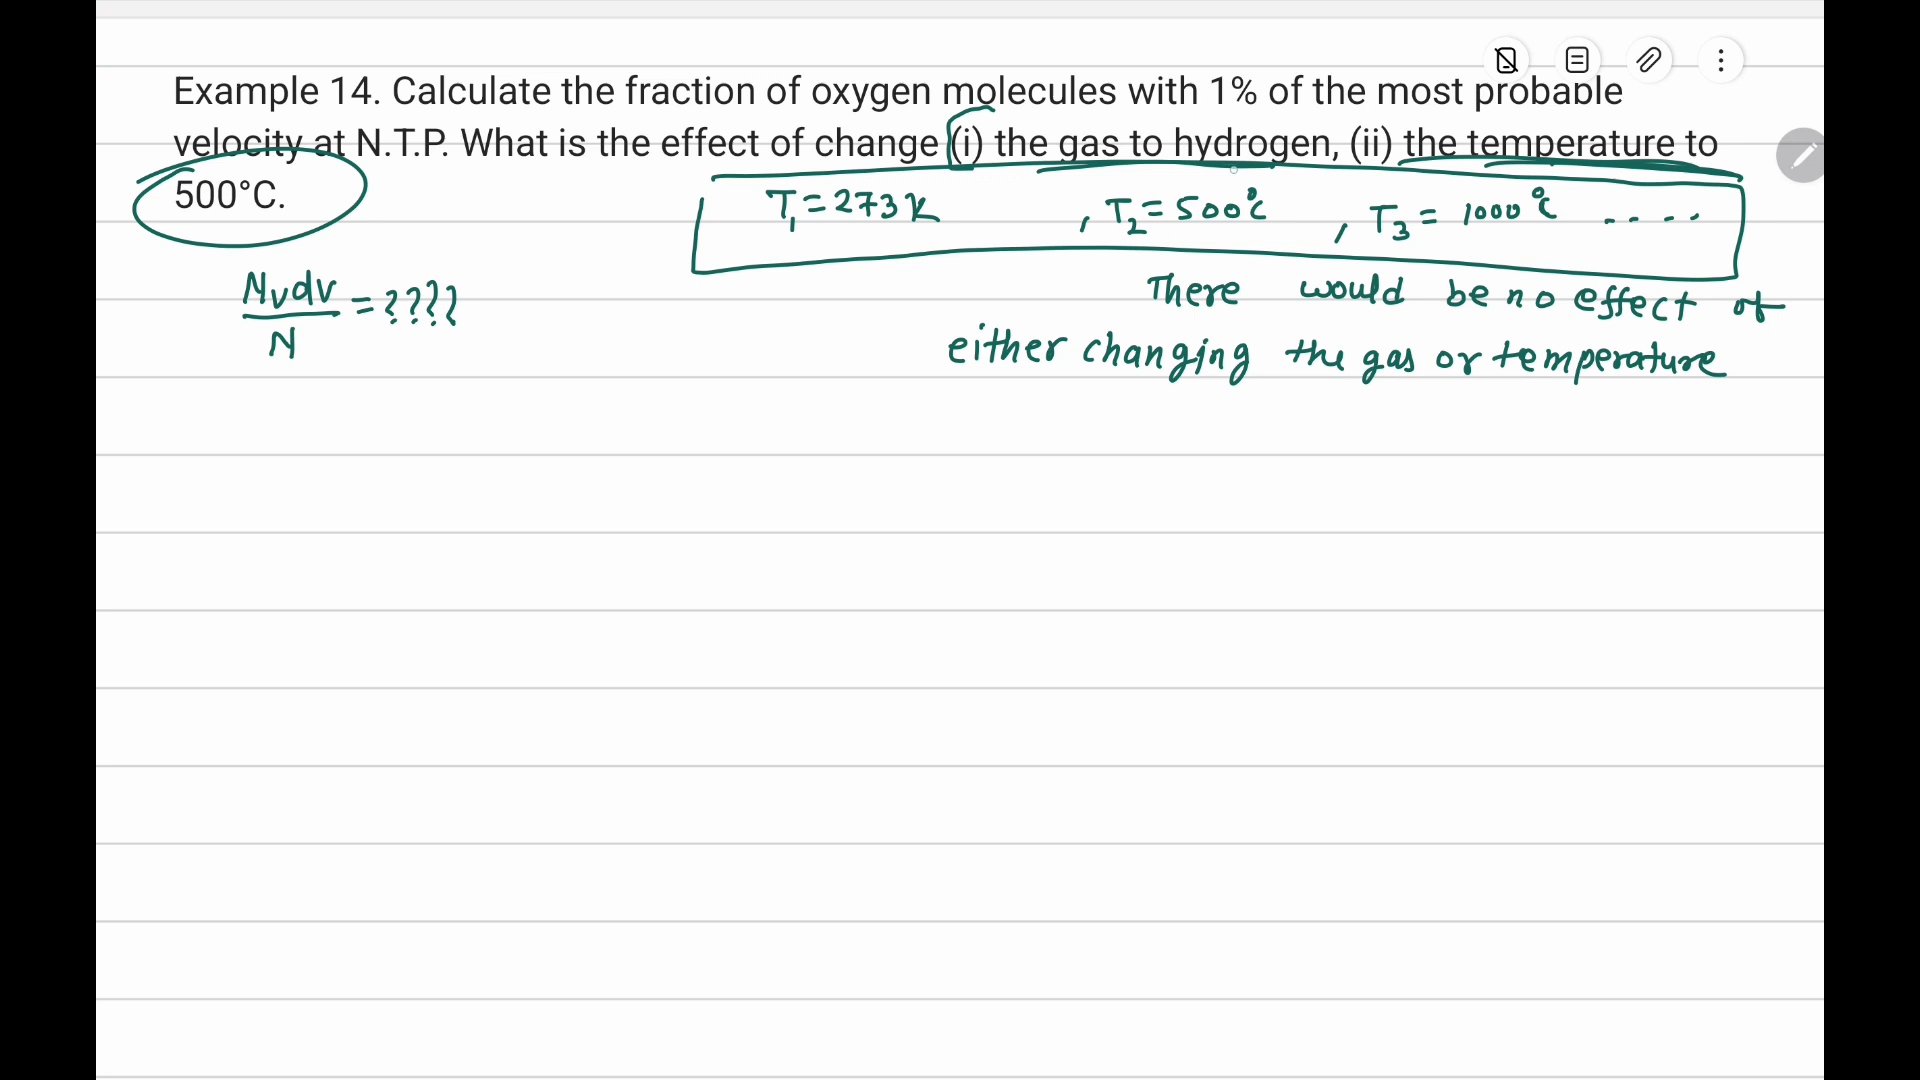 Example 14. Calculate the fraction of oxygen molecules with 1% of the most probable
velocity at N.T.P. What is the effect of change (i) the gas to hydrogen, (ii) the temperature to
500°C.
T₁ = 273 K , T₂ = 500°C , T₃ = 1000°C .....
There would be no effect of
either changing the gas or temperature
Nvdv/N = ????